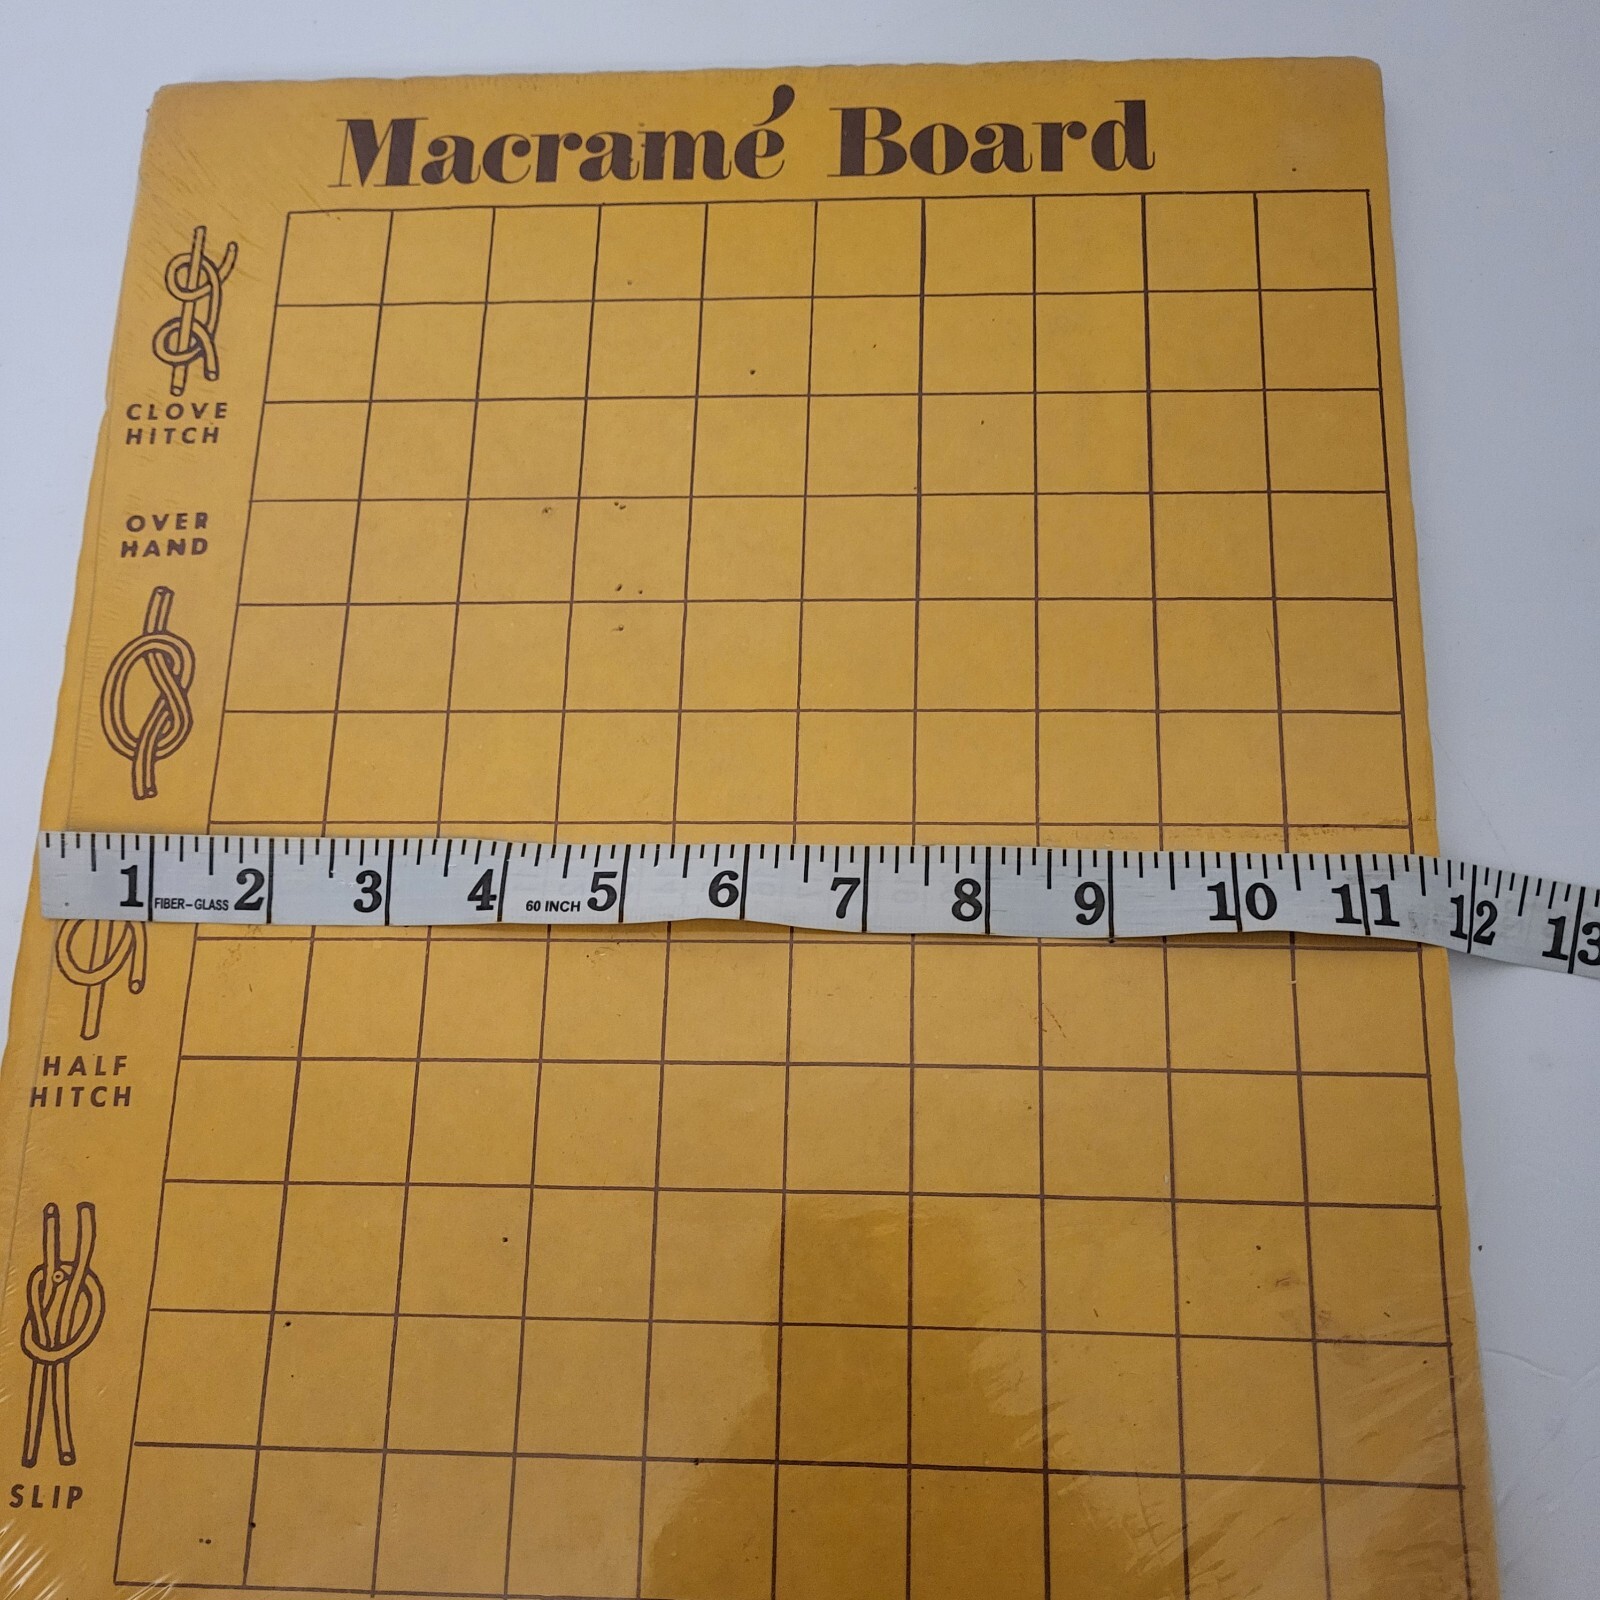 Macramé Board
CLOVE
HITCH
OVER
HAND
1 FIBER-GLASS 2 3 4 60 INCH 5 6 7 8 9 10 11 12 13
HALF
HITCH
SLIP